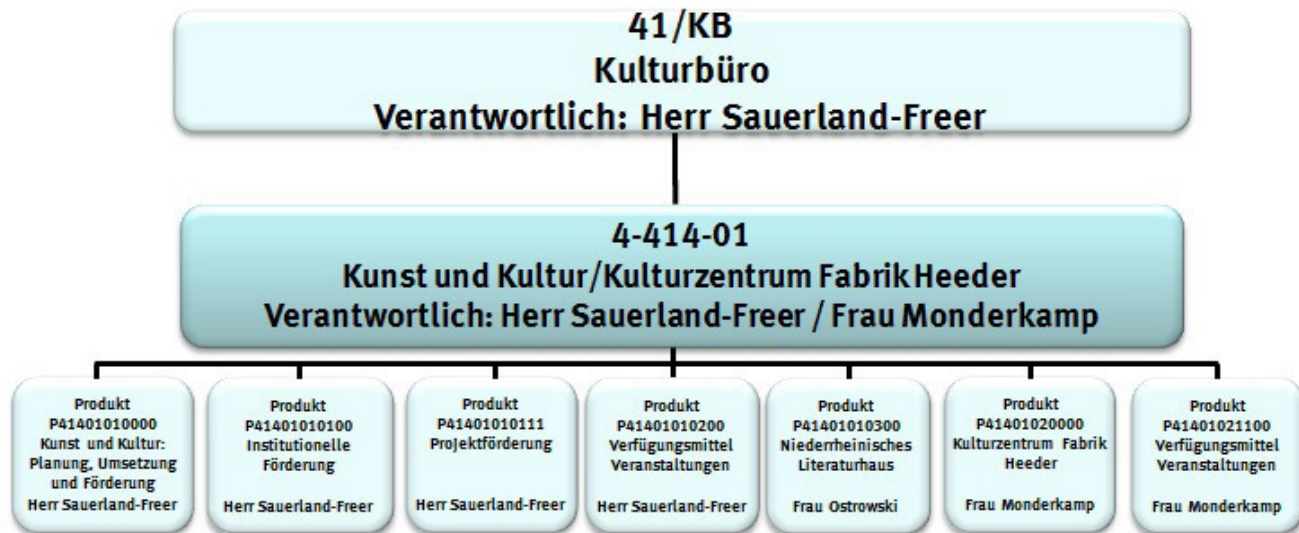 41/KB
Kulturbüro
Verantwortlich: Herr Sauerland-Freer
4-414-01
Kunst und Kultur/Kulturzentrum Fabrik Heeder
Verantwortlich: Herr Sauerland-Freer / Frau Monderkamp
Produkt
P41401010000
Kunst und Kultur:
Planung, Umsetzung
und Förderung
Herr Sauerland-Freer
Produkt
P41401010100
Institutionelle
Förderung
Herr Sauerland-Freer
Produkt
P41401010111
Projektförderung
Herr Sauerland-Freer
Produkt
P41401010200
Verfügungsmittel
Veranstaltungen
Herr Sauerland-Freer
Produkt
P41401010300
Niederrheinisches
Literaturhaus
Frau Ostrowski
Produkt
P41401020000
Kulturzentrum Fabrik
Heeder
Frau Monderkamp
Produkt
P41401021100
Verfügungsmittel
Veranstaltungen
Frau Monderkamp